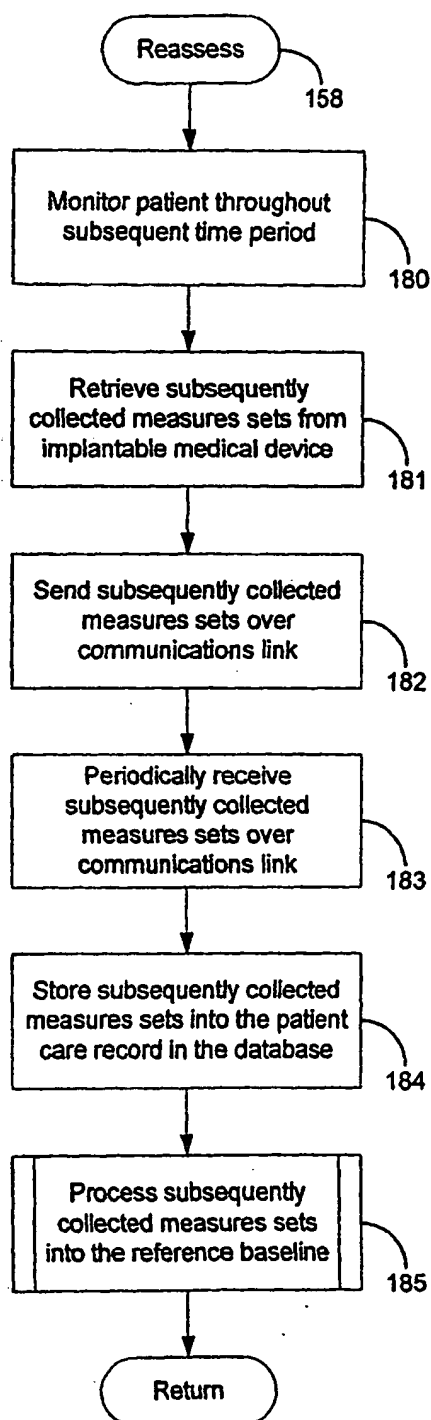 Reassess
158
Monitor patient throughout
subsequent time period
180
Retrieve subsequently
collected measures sets from
implantable medical device
181
Send subsequently collected
measures sets over
communications link
182
Periodically receive
subsequently collected
measures sets over
communications link
183
Store subsequently collected
measures sets into the patient
care record in the database
184
Process subsequently
collected measures sets
into the reference baseline
185
Return